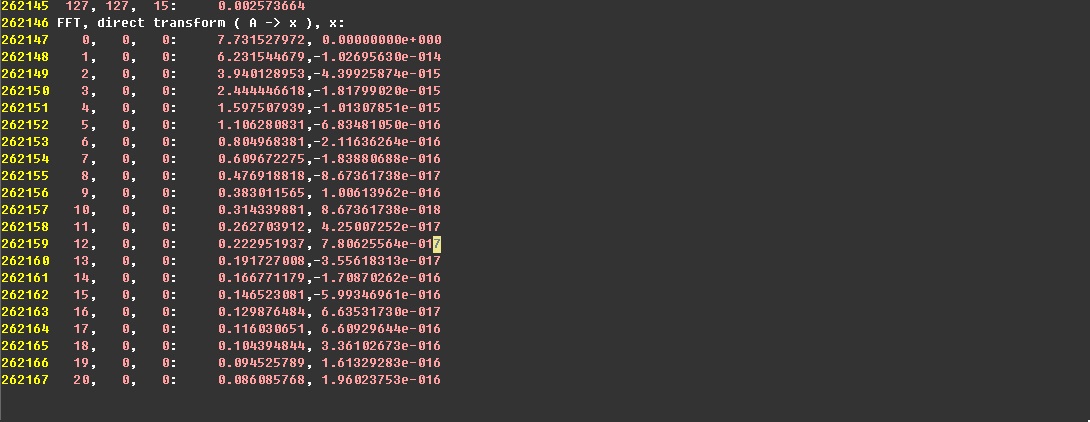 262145 127, 127, 15: 0.002573664
262146 FFT, direct transform ( A -> x ), x:
262147 0, 0, 0: 7.731527972, 0.00000000e+000
262148 1, 0, 0: 6.231544679,-1.02695630e-014
262149 2, 0, 0: 3.940128953,-4.39925874e-015
262150 3, 0, 0: 2.444446618,-1.81799020e-015
262151 4, 0, 0: 1.597507939,-1.01307851e-015
262152 5, 0, 0: 1.106280831,-6.83481050e-016
262153 6, 0, 0: 0.804968381,-2.11636264e-016
262154 7, 0, 0: 0.609672275,-1.83880688e-016
262155 8, 0, 0: 0.476918818,-8.67361738e-017
262156 9, 0, 0: 0.383011565, 1.00613962e-016
262157 10, 0, 0: 0.314339881, 8.67361738e-018
262158 11, 0, 0: 0.262703912, 4.25007252e-017
262159 12, 0, 0: 0.222951937, 7.80625564e-017
262160 13, 0, 0: 0.191727008,-3.55618313e-017
262161 14, 0, 0: 0.166771179,-1.70870262e-016
262162 15, 0, 0: 0.146523081,-5.99346961e-016
262163 16, 0, 0: 0.129876484, 6.63531730e-017
262164 17, 0, 0: 0.116030651, 6.60929644e-016
262165 18, 0, 0: 0.104394844, 3.36102673e-016
262166 19, 0, 0: 0.094525789, 1.61329283e-016
262167 20, 0, 0: 0.086085768, 1.96023753e-016